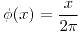 ϕ(x) = x / 2π